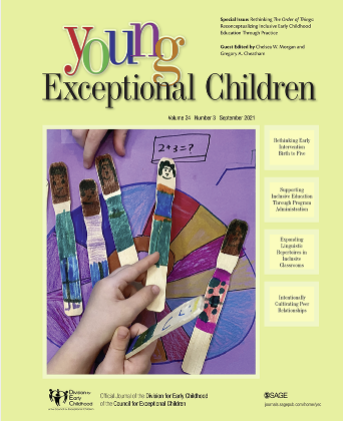 Special Issue: Rethinking The Order of Things:
Reconceptualizing Inclusive Early Childhood
Education Through Practice
Guest Edited by Chelsea W. Morgan and
Gregory A. Cheatham
young
Exceptional Children
Volume 24 Number 3 September 2021
2+3=?
Rethinking Early
Intervention
Birth to Five
Supporting
Inclusive Education
Through Program
Administration
Expanding
Linguistic
Repertoires in
Inclusive
Classrooms
Intentionally
Cultivating Peer
Relationships
Division for
Early
Childhood
Official Journal of the Division for Early Childhood
of the Council for Exceptional Children
SAGE
journals.sagepub.com/home/yec